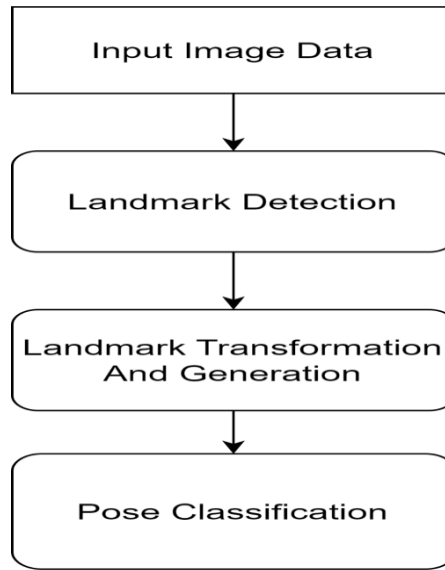 Input Image Data
Landmark Detection
Landmark Transformation
And Generation
Pose Classification